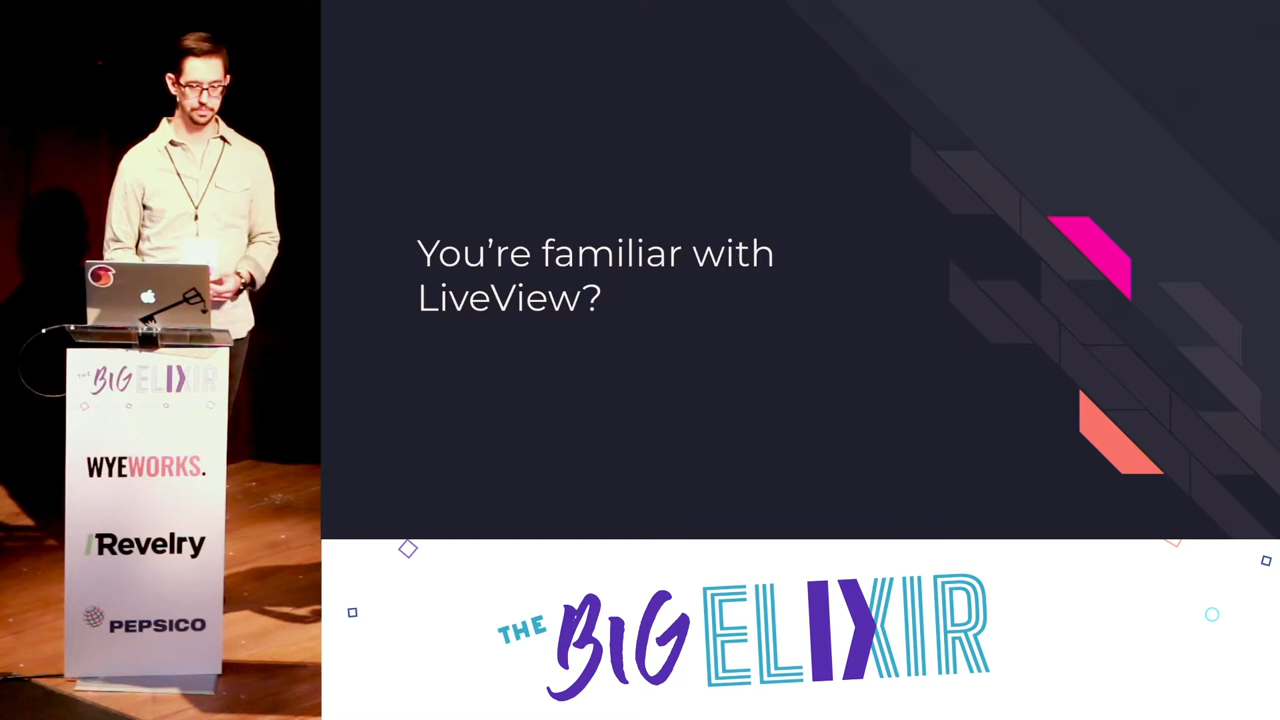 You’re familiar with
LiveView?
THE BIG ELIXIR
WYEWORKS.
Revelry
PEPSICO
THE BIG ELIXIR